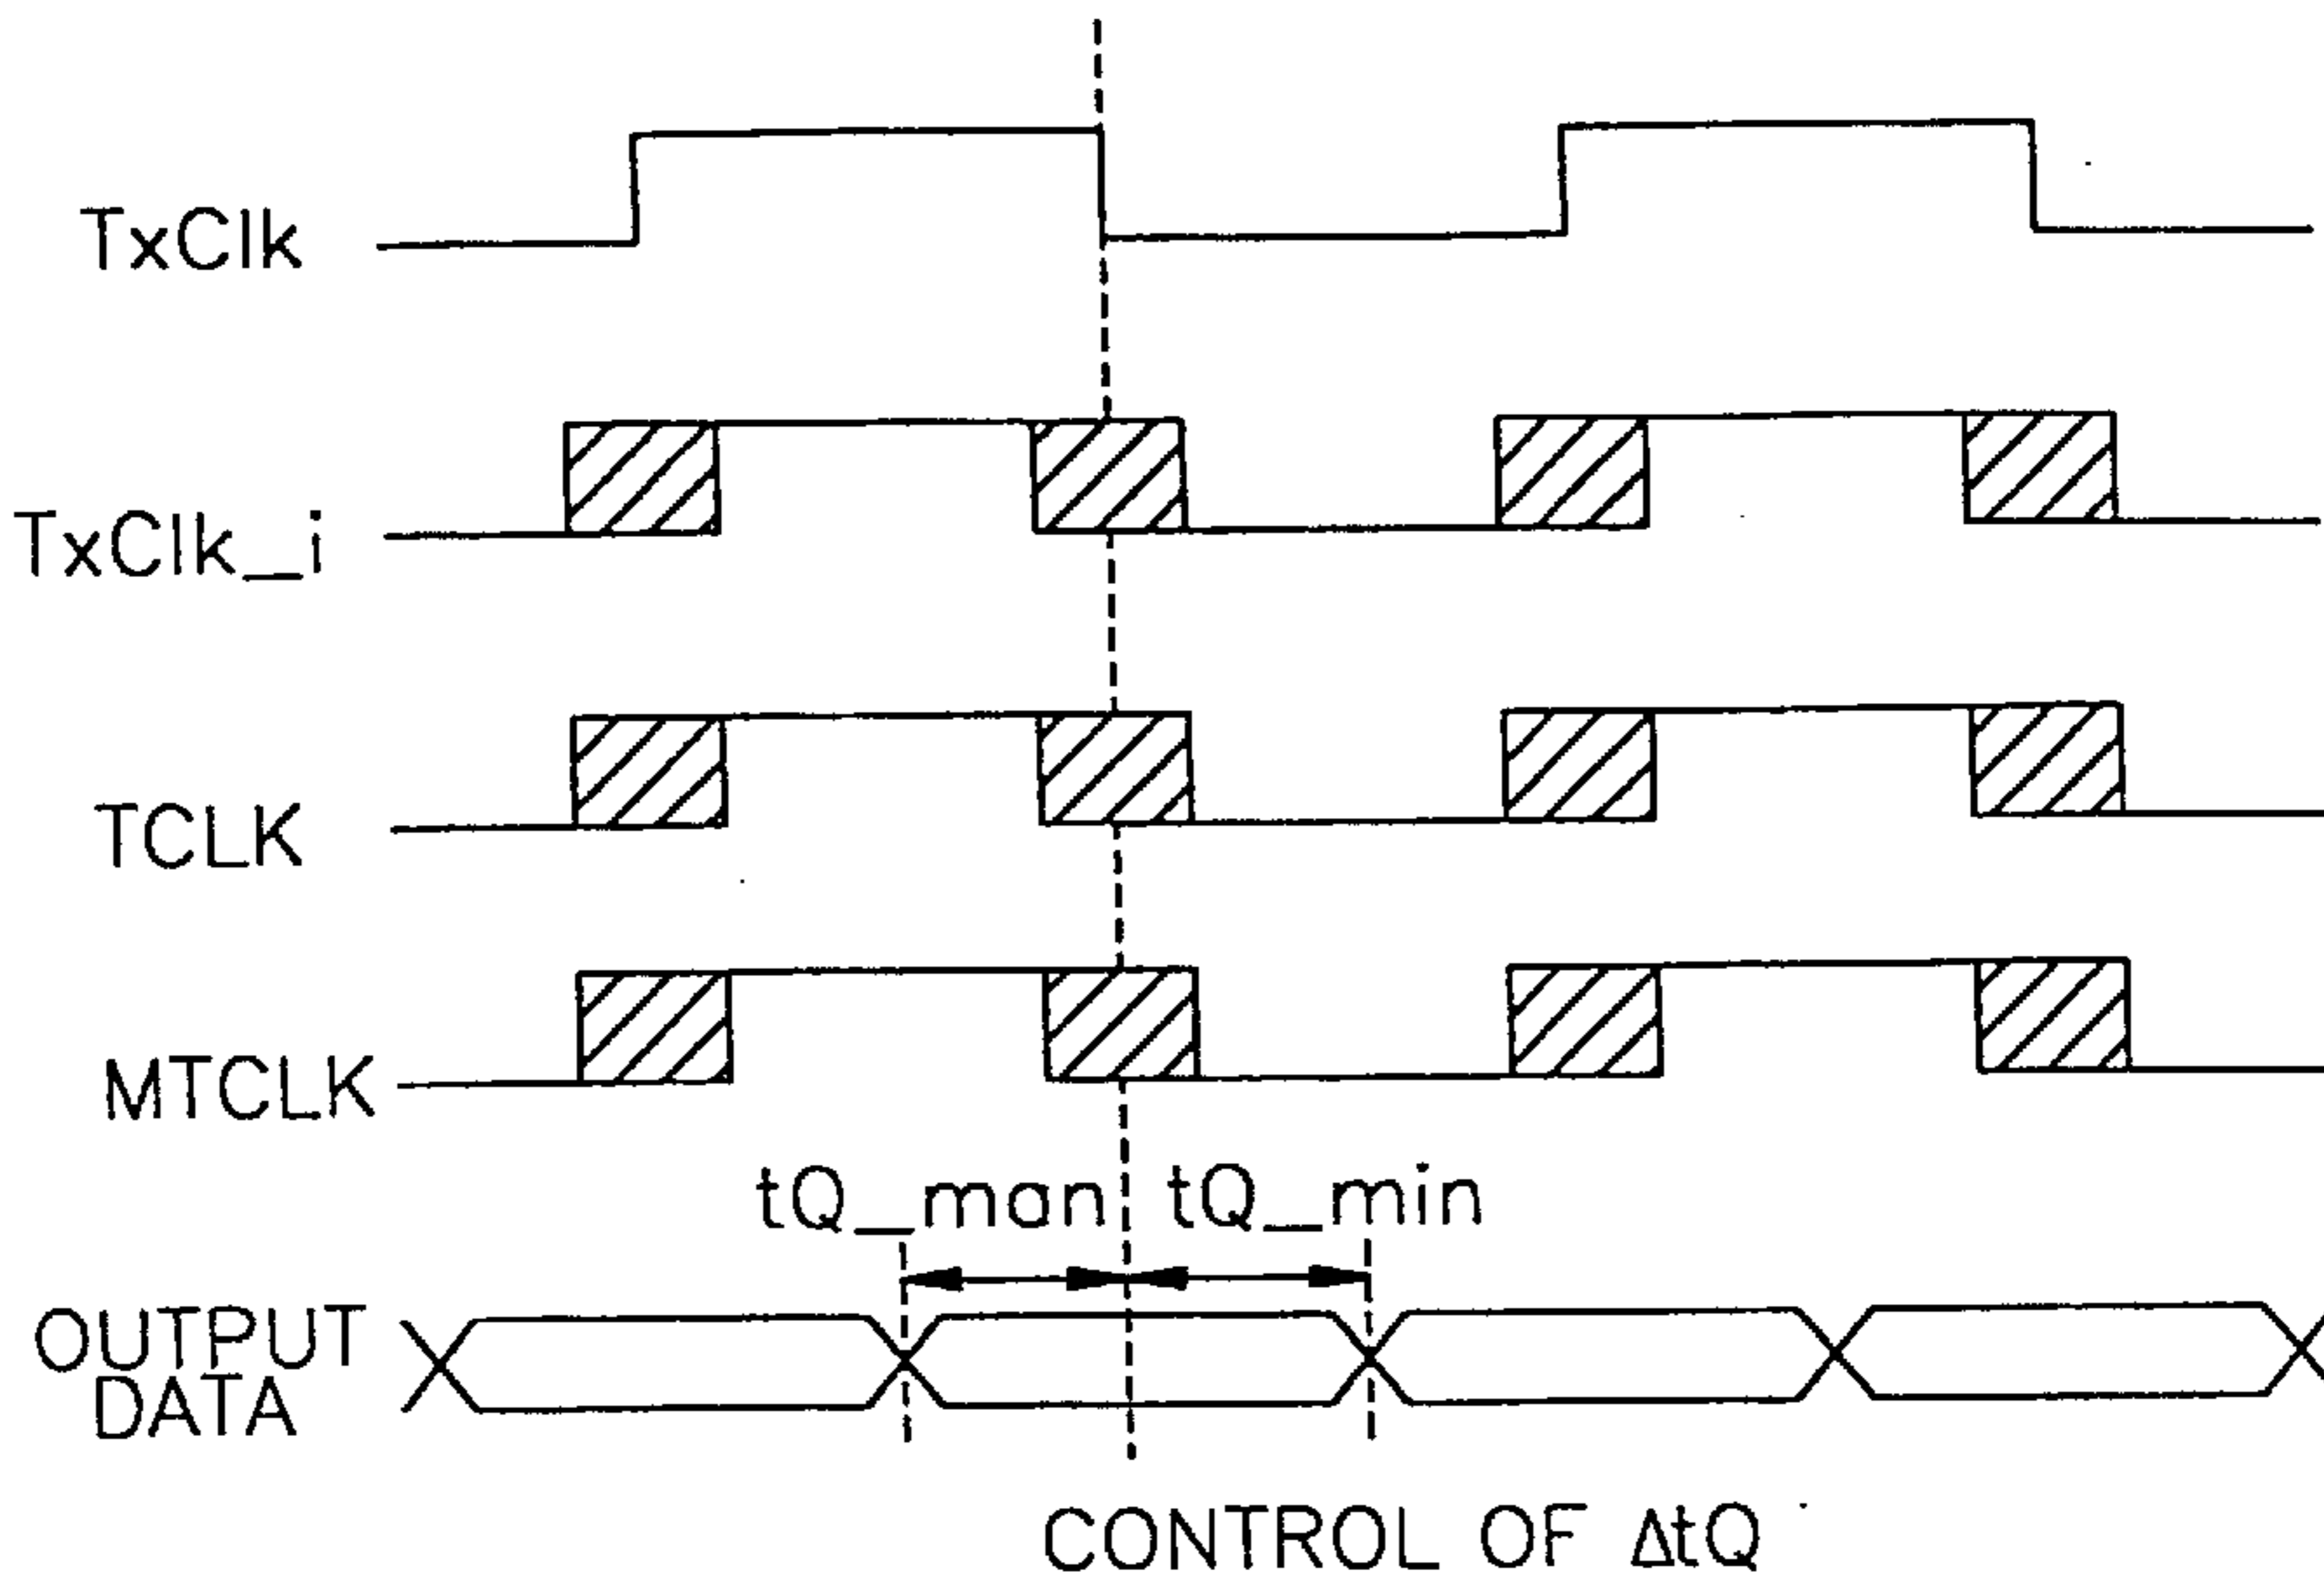 TxClk
TxClk_i
TCLK
MTCLK
tQ_man tQ_min
OUTPUT
DATA
CONTROL OF ΔtQ